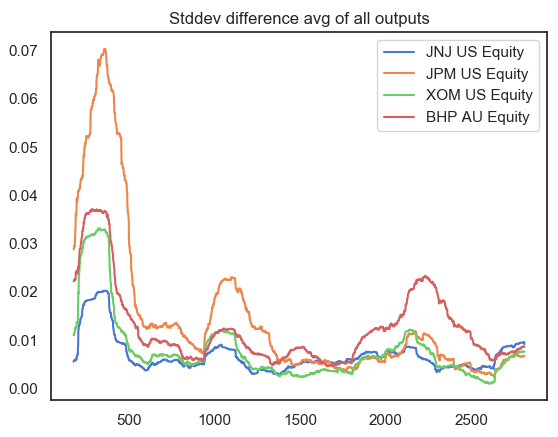 Stddev difference avg of all outputs
JNJ US Equity
JPM US Equity
XOM US Equity
BHP AU Equity
0.07
0.06
0.05
0.04
0.03
0.02
0.01
0.00
500 1000 1500 2000 2500